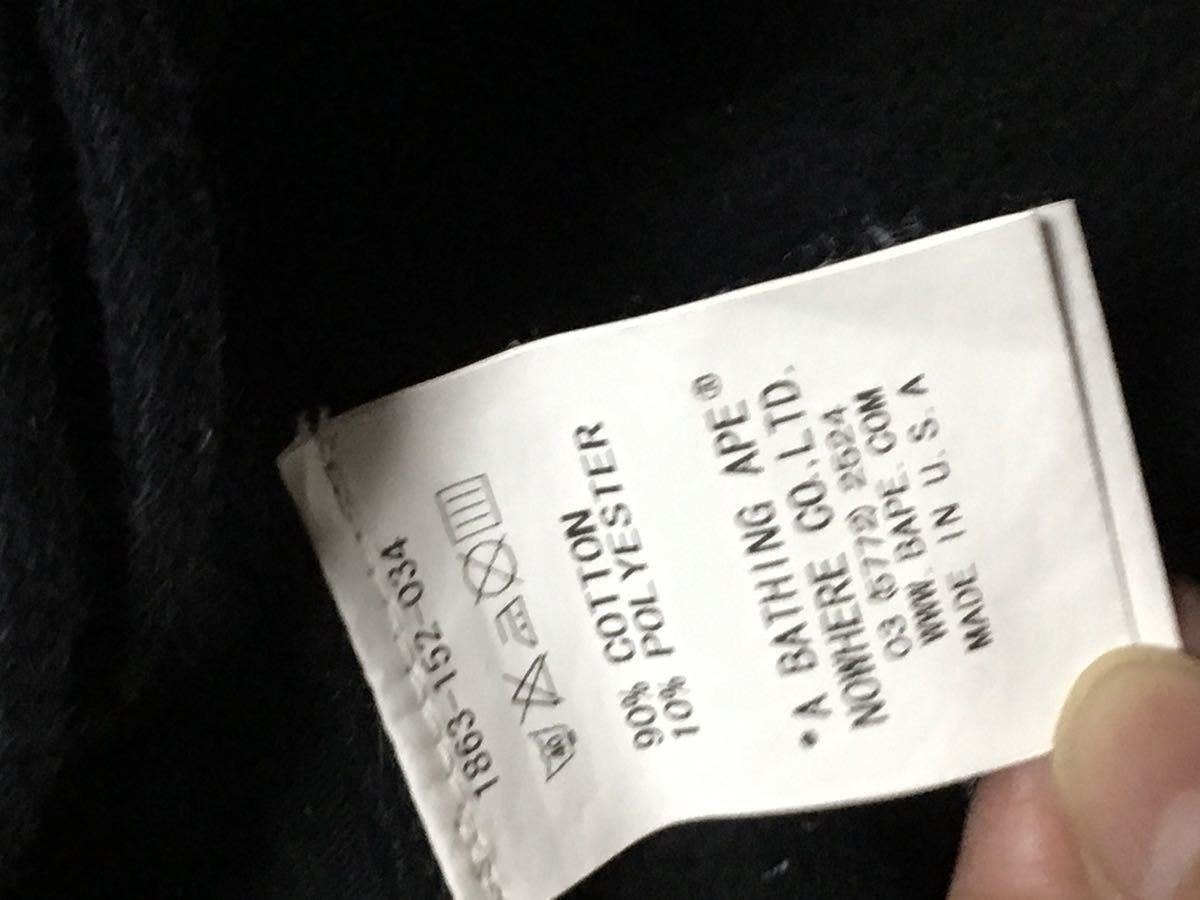 1863-152-034
40
90% COTTON
10% POLYESTER
• A BATHING APE®
NOWHERE CO.,LTD.
03 (5772) 2524
WWW.BAPE.COM
MADE IN U.S.A